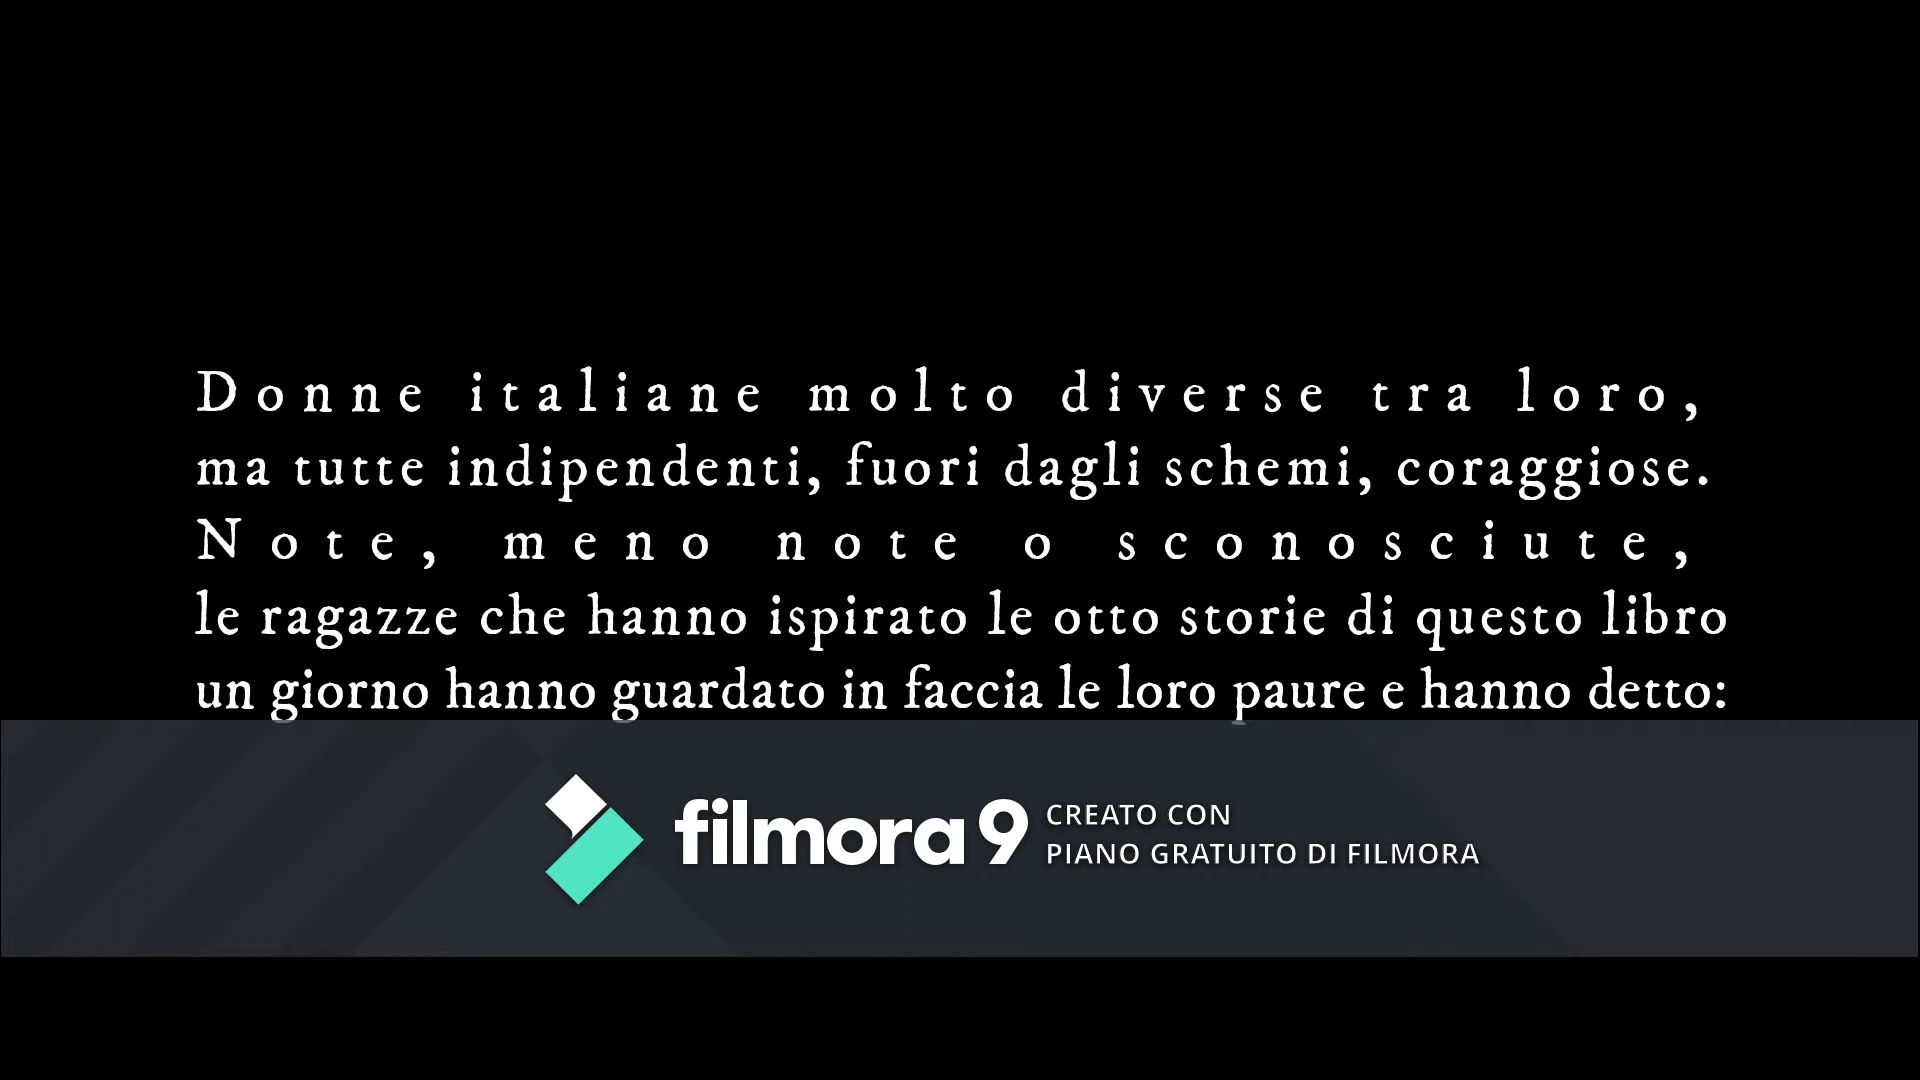 Donne italiane molto diverse tra loro,
ma tutte indipendenti, fuori dagli schemi, coraggiose.
Note, meno note o sconosciute,
le ragazze che hanno ispirato le otto storie di questo libro
un giorno hanno guardato in faccia le loro paure e hanno detto:
filmora 9
CREATO CON
PIANO GRATUITO DI FILMORA